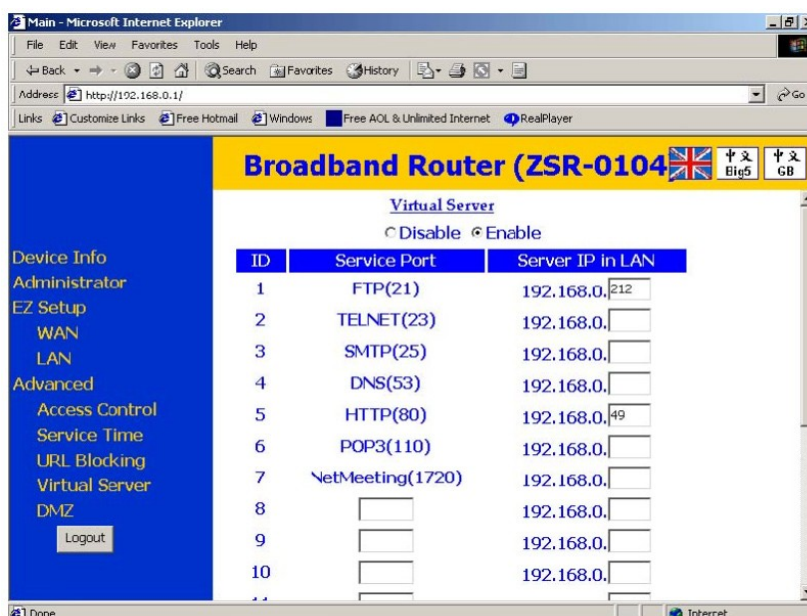 Main - Microsoft Internet Explorer
File Edit View Favorites Tools Help
Back Search Favorites History
Address http://192.168.0.1/ Go
Links Customize Links Free Hotmail Windows Free AOL & Unlimited Internet RealPlayer
Broadband Router (ZSR-0104
中文 Big5
中文 GB
Virtual Server
Disable Enable
Device Info
Administrator
EZ Setup
WAN
LAN
Advanced
Access Control
Service Time
URL Blocking
Virtual Server
DMZ
Logout
ID Service Port Server IP in LAN
1 FTP(21) 192.168.0. 212
2 TELNET(23) 192.168.0.
3 SMTP(25) 192.168.0.
4 DNS(53) 192.168.0.
5 HTTP(80) 192.168.0. 49
6 POP3(110) 192.168.0.
7 NetMeeting(1720) 192.168.0.
8 192.168.0.
9 192.168.0.
10 192.168.0.
Done Internet